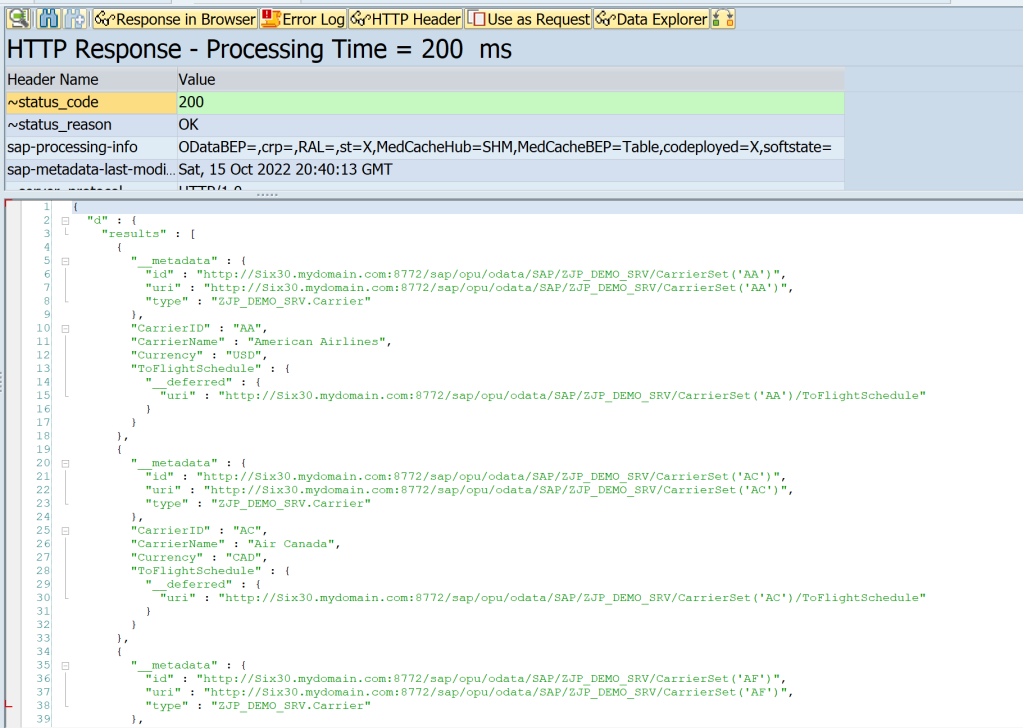 Response in Browser Error Log HTTP Header Use as Request Data Explorer
HTTP Response - Processing Time = 200 ms
Header Name Value
~status_code 200
~status_reason OK
sap-processing-info ODataBEP=,crp=,RAL=,st=X,MedCacheHub=SHM,MedCacheBEP=Table,codeployed=X,softstate=
sap-metadata-last-modi... Sat, 15 Oct 2022 20:40:13 GMT
~server_protocol HTTP/1.0
1 {
2 "d" : {
3 "results" : [
4 {
5 "__metadata" : {
6 "id" : "http://Six30.mydomain.com:8772/sap/opu/odata/SAP/ZJP_DEMO_SRV/CarrierSet('AA')",
7 "uri" : "http://Six30.mydomain.com:8772/sap/opu/odata/SAP/ZJP_DEMO_SRV/CarrierSet('AA')",
8 "type" : "ZJP_DEMO_SRV.Carrier"
9 },
10 "CarrierID" : "AA",
11 "CarrierName" : "American Airlines",
12 "Currency" : "USD",
13 "ToFlightSchedule" : {
14 "__deferred" : {
15 "uri" : "http://Six30.mydomain.com:8772/sap/opu/odata/SAP/ZJP_DEMO_SRV/CarrierSet('AA')/ToFlightSchedule"
16 }
17 }
18 },
19 {
20 "__metadata" : {
21 "id" : "http://Six30.mydomain.com:8772/sap/opu/odata/SAP/ZJP_DEMO_SRV/CarrierSet('AC')",
22 "uri" : "http://Six30.mydomain.com:8772/sap/opu/odata/SAP/ZJP_DEMO_SRV/CarrierSet('AC')",
23 "type" : "ZJP_DEMO_SRV.Carrier"
24 },
25 "CarrierID" : "AC",
26 "CarrierName" : "Air Canada",
27 "Currency" : "CAD",
28 "ToFlightSchedule" : {
29 "__deferred" : {
30 "uri" : "http://Six30.mydomain.com:8772/sap/opu/odata/SAP/ZJP_DEMO_SRV/CarrierSet('AC')/ToFlightSchedule"
31 }
32 }
33 },
34 {
35 "__metadata" : {
36 "id" : "http://Six30.mydomain.com:8772/sap/opu/odata/SAP/ZJP_DEMO_SRV/CarrierSet('AF')",
37 "uri" : "http://Six30.mydomain.com:8772/sap/opu/odata/SAP/ZJP_DEMO_SRV/CarrierSet('AF')",
38 "type" : "ZJP_DEMO_SRV.Carrier"
39 },